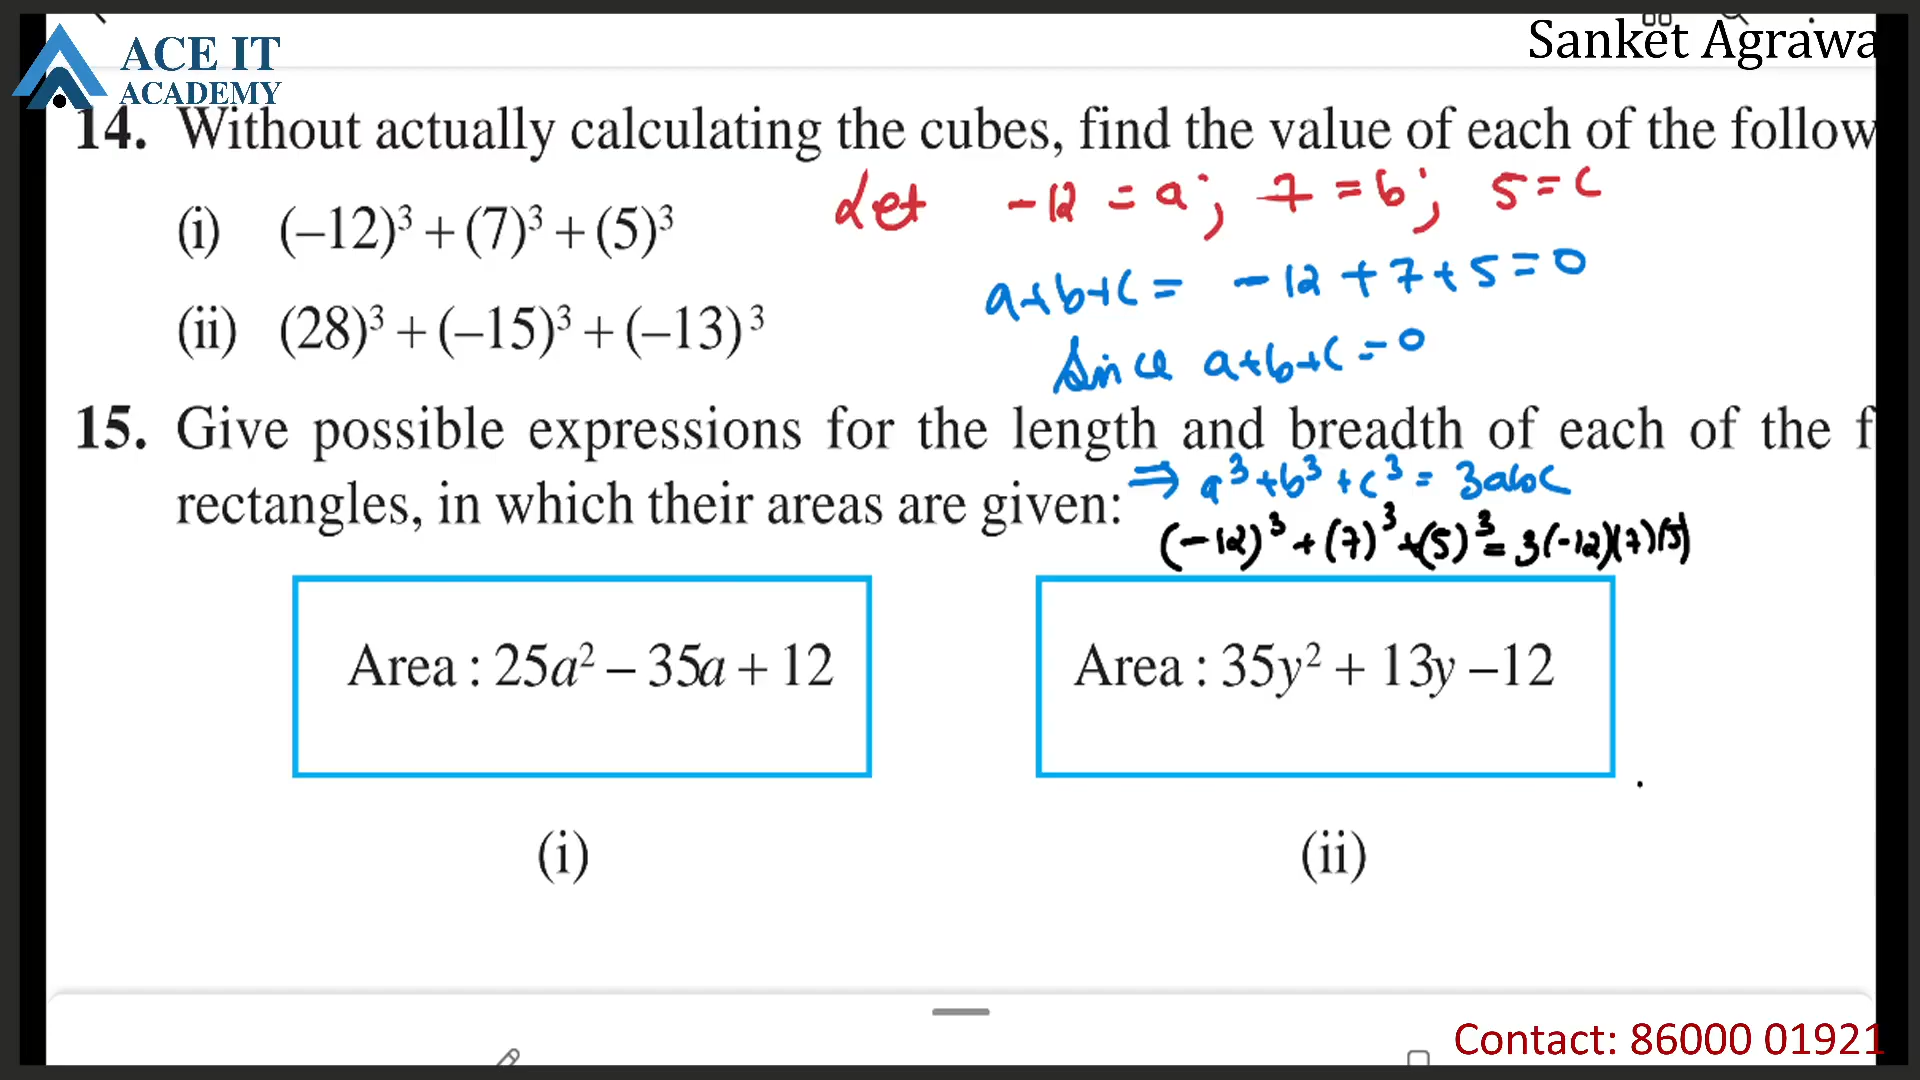 ACE IT
ACADEMY
Sanket Agrawa
14. Without actually calculating the cubes, find the value of each of the follow
Let -12 = a; 7 = b; 5 = c
(i) (–12)³ + (7)³ + (5)³
a+b+c = -12 + 7 + 5 = 0
(ii) (28)³ + (–15)³ + (–13)³
Since a+b+c = 0
15. Give possible expressions for the length and breadth of each of the f
rectangles, in which their areas are given:
⇒ a³+b³+c³ = 3abc
(-12)³ + (7)³ + (5)³ = 3(-12)(7)(5)
Area : 25a² – 35a + 12
Area : 35y² + 13y –12
(i)
(ii)
Contact: 86000 01921